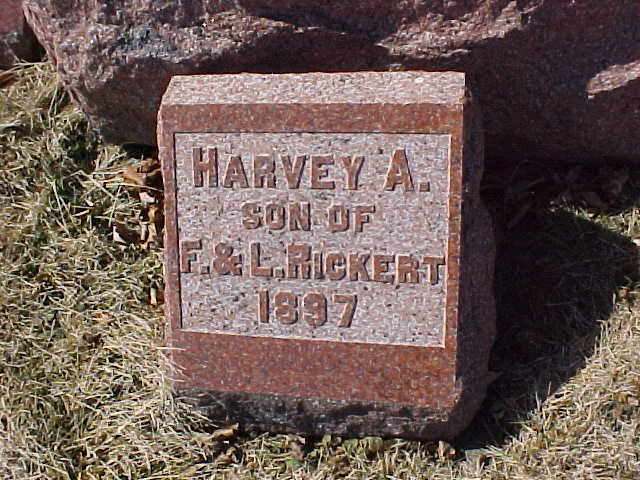 HARVEY A.
SON OF
F. & L. RICKERT
1897